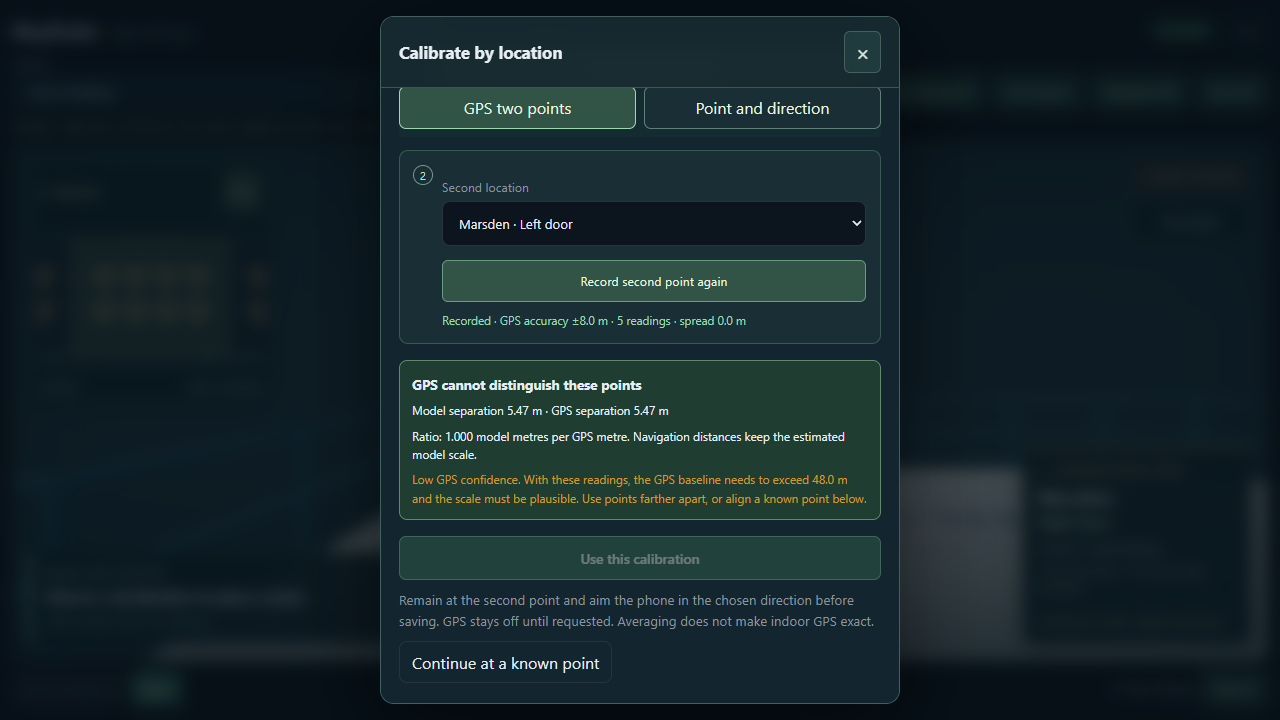 Calibrate by location
×
GPS two points
Point and direction
2
Second location
Marsden · Left door
Record second point again
Recorded · GPS accuracy ±8.0 m · 5 readings · spread 0.0 m
GPS cannot distinguish these points
Model separation 5.47 m · GPS separation 5.47 m
Ratio: 1.000 model metres per GPS metre. Navigation distances keep the estimated
model scale.
Low GPS confidence. With these readings, the GPS baseline needs to exceed 48.0 m
and the scale must be plausible. Use points farther apart, or align a known point below.
Use this calibration
Remain at the second point and aim the phone in the chosen direction before
saving. GPS stays off until requested. Averaging does not make indoor GPS exact.
Continue at a known point